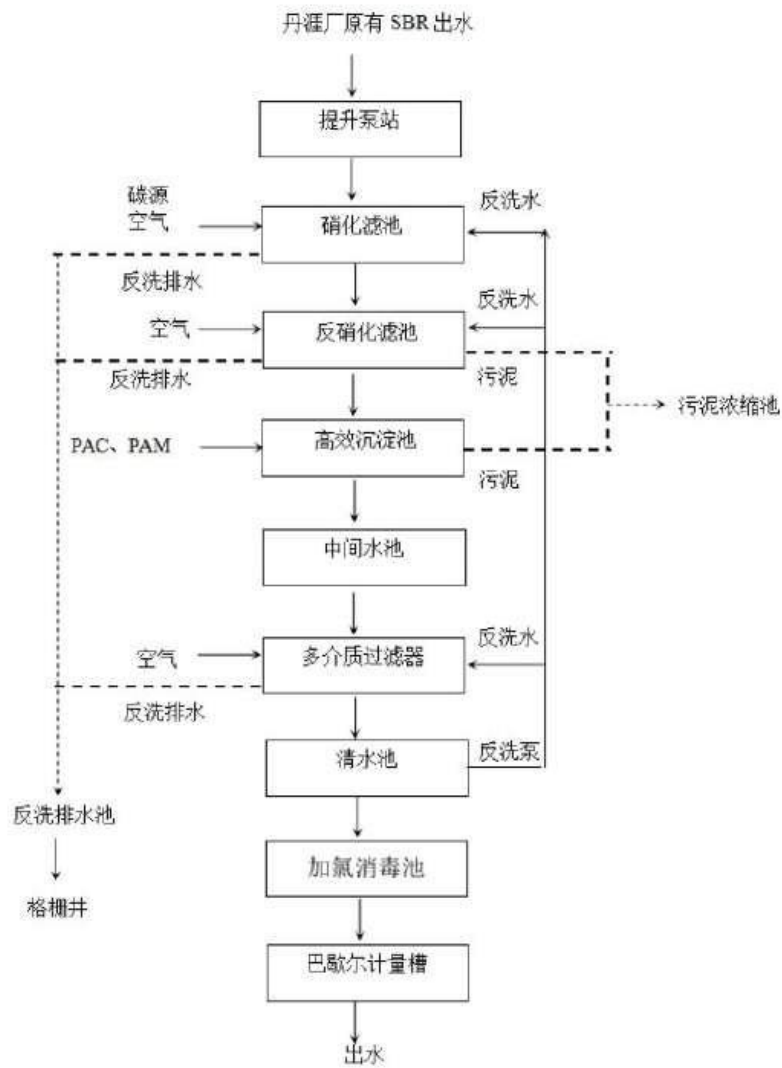 丹涯厂原有 SBR 出水
提升泵站
碳源
空气
硝化滤池
反洗水
反洗排水
空气
反硝化滤池
反洗水
反洗排水
污泥
污泥浓缩池
PAC、PAM
高效沉淀池
污泥
中间水池
空气
多介质过滤器
反洗水
反洗排水
清水池
反洗泵
反洗排水池
加氯消毒池
格栅井
巴歇尔计量槽
出水